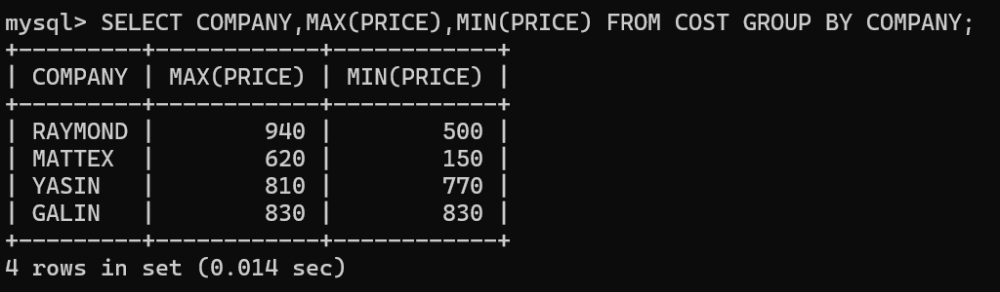 mysql> SELECT COMPANY,MAX(PRICE),MIN(PRICE) FROM COST GROUP BY COMPANY;
+---------+------------+------------+
| COMPANY | MAX(PRICE) | MIN(PRICE) |
+---------+------------+------------+
| RAYMOND |        940 |        500 |
| MATTEX  |        620 |        150 |
| YASIN   |        810 |        770 |
| GALIN   |        830 |        830 |
+---------+------------+------------+
4 rows in set (0.014 sec)